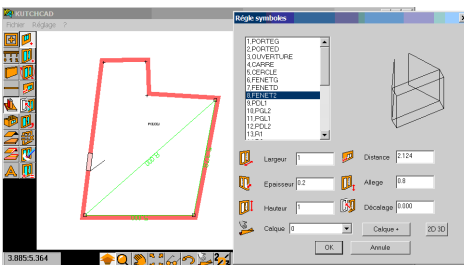 KUTCHCAD
Fichier Réglage ?
3.885:5.364
Règle symboles
1,PORTEG
2,PORTED
3,OUVERTURE
4,CARRE
5,CERCLE
6,FENETG
7,FENETD
8,FENET2
9,PDL1
10,PGL2
11,PGL1
12,PDL2
13,R1
Largeur 1
Distance 2.124
Epaisseur 0.2
Allege 0.8
Hauteur 1
Décalage 0.000
Calque 0
Calque +
2D 3D
OK
Annule